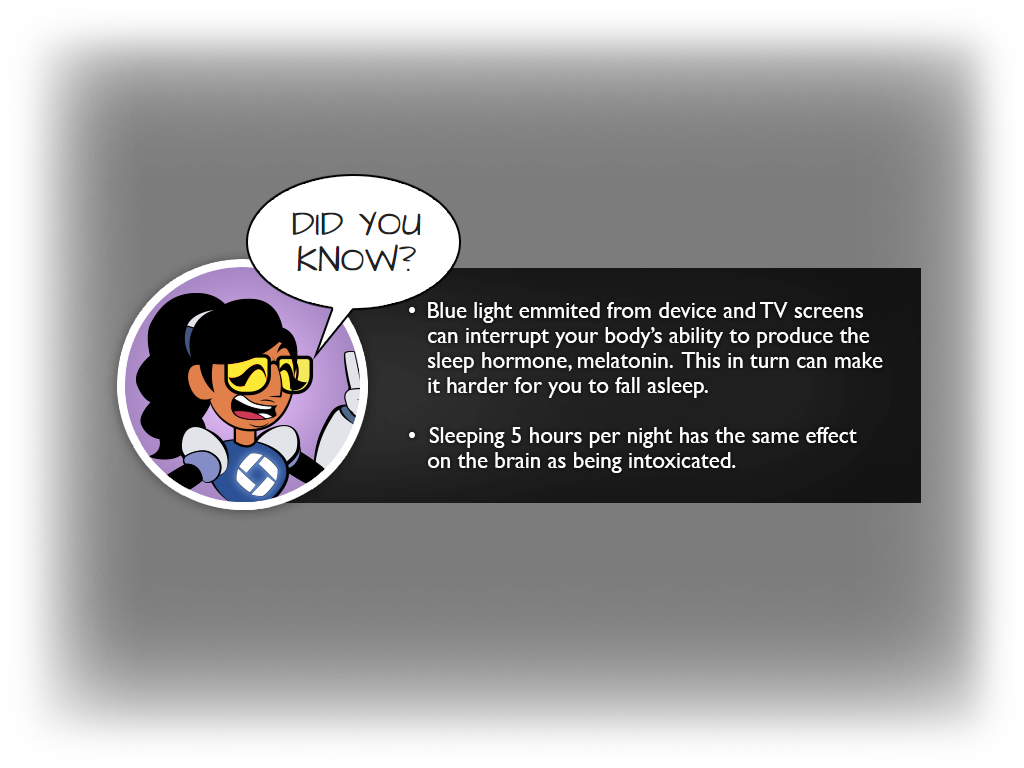 DID YOU
KNOW?
• Blue light emmited from device and TV screens
can interrupt your body’s ability to produce the
sleep hormone, melatonin. This in turn can make
it harder for you to fall asleep.
• Sleeping 5 hours per night has the same effect
on the brain as being intoxicated.